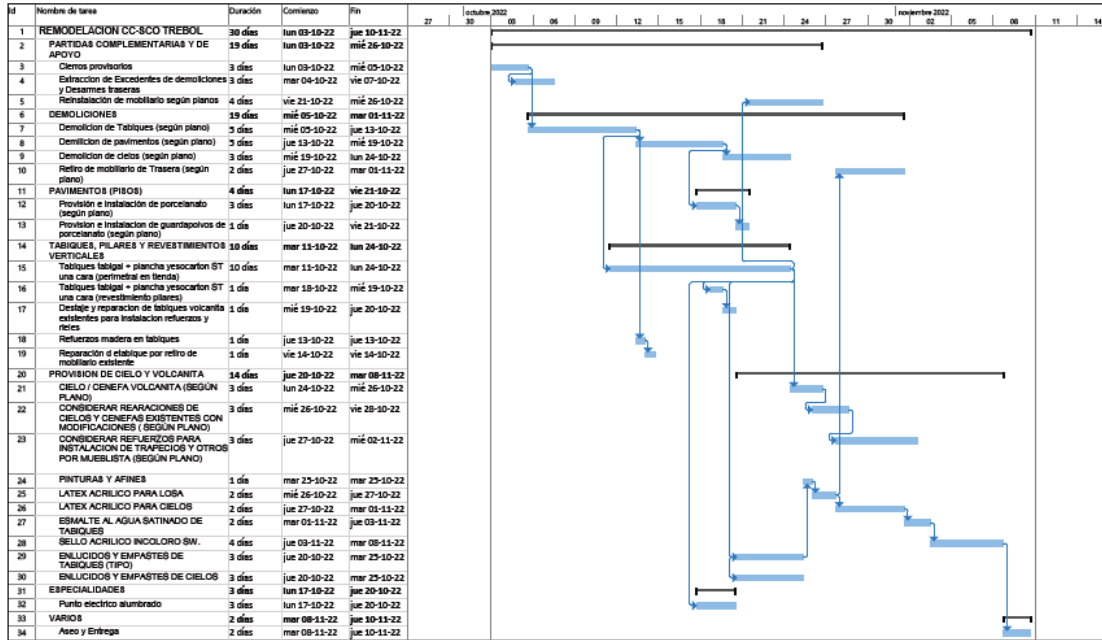 Id Nombre de tarea Duración Comienzo Fin octubre 2022 noviembre 2022
27 30 03 06 09 12 15 18 21 24 27 30 02 05 08 11 14
1 REMODELACION CC-SCO TREBOL 30 días lun 03-10-22 jue 10-11-22
2 PARTIDAS COMPLEMENTARIAS Y DE 19 días lun 03-10-22 mié 26-10-22
APOYO
3 Cierros provisorios 3 días lun 03-10-22 mié 05-10-22
4 Extraccion de Excedentes de demoliciones 3 días mar 04-10-22 vie 07-10-22
y Desarmes traseras
5 Reinstalación de mobiliario según planos 4 días vie 21-10-22 mié 26-10-22
6 DEMOLICIONES 19 días mié 05-10-22 mar 01-11-22
7 Demolicion de Tabiques (según plano) 5 días mié 05-10-22 jue 13-10-22
8 Demilicion de pavimentos (según plano) 5 días jue 13-10-22 mié 19-10-22
9 Demolicion de cielos (según plano) 3 días mié 19-10-22 lun 24-10-22
10 Retiro de mobiliario de Trasera (según 2 días jue 27-10-22 mar 01-11-22
plano)
11 PAVIMENTOS (PISOS) 4 días lun 17-10-22 vie 21-10-22
12 Provisión e Instalación de porcelanato 3 días lun 17-10-22 jue 20-10-22
(según plano)
13 Provision e Instalacion de guardapolvos de 1 día jue 20-10-22 vie 21-10-22
porcelanato (según plano)
14 TABIQUES, PILARES Y REVESTIMIENTOS 10 días mar 11-10-22 lun 24-10-22
VERTICALES
15 Tabiques tabigal + plancha yesocarton ST 10 días mar 11-10-22 lun 24-10-22
una cara (perimetral en tienda)
16 Tabiques tabigal + plancha yesocarton ST 1 día mar 18-10-22 mié 19-10-22
una cara (revestimiento pilares)
17 Destaje y reparacion de tabiques volcanita 1 día mié 19-10-22 jue 20-10-22
existentes para Instalacion refuerzos y
rieles
18 Refuerzos madera en tabiques 1 día jue 13-10-22 jue 13-10-22
19 Reparación d etabique por retiro de 1 día vie 14-10-22 vie 14-10-22
mobiliario existente
20 PROVISION DE CIELO Y VOLCANITA 14 días jue 20-10-22 mar 08-11-22
21 CIELO / CENEFA VOLCANITA (SEGÚN 3 días lun 24-10-22 mié 26-10-22
PLANO)
22 CONSIDERAR REARACIONES DE 3 días mié 26-10-22 vie 28-10-22
CIELOS Y CENEFAS EXISTENTES CON
MODIFICACIONES ( SEGÚN PLANO)
23 CONSIDERAR REFUERZOS PARA 3 días jue 27-10-22 mié 02-11-22
INSTALACION DE TRAPECIOS Y OTROS
POR MUEBLISTA (SEGÚN PLANO)
24 PINTURAS Y AFINES 1 día mar 25-10-22 mar 25-10-22
25 LATEX ACRILICO PARA LOSA 2 días mié 26-10-22 jue 27-10-22
26 LATEX ACRILICO PARA CIELOS 2 días jue 27-10-22 mar 01-11-22
27 ESMALTE AL AGUA SATINADO DE 2 días mar 01-11-22 jue 03-11-22
TABIQUES
28 SELLO ACRILICO INCOLORO SW. 4 días jue 03-11-22 mar 08-11-22
29 ENLUCIDOS Y EMPASTES DE 3 días jue 20-10-22 mar 25-10-22
TABIQUES (TIPO)
30 ENLUCIDOS Y EMPASTES DE CIELOS 3 días jue 20-10-22 mar 25-10-22
31 ESPECIALIDADES 3 días lun 17-10-22 jue 20-10-22
32 Punto electrico alumbrado 3 días lun 17-10-22 jue 20-10-22
33 VARIOS 2 días mar 08-11-22 jue 10-11-22
34 Aseo y Entrega 2 días mar 08-11-22 jue 10-11-22